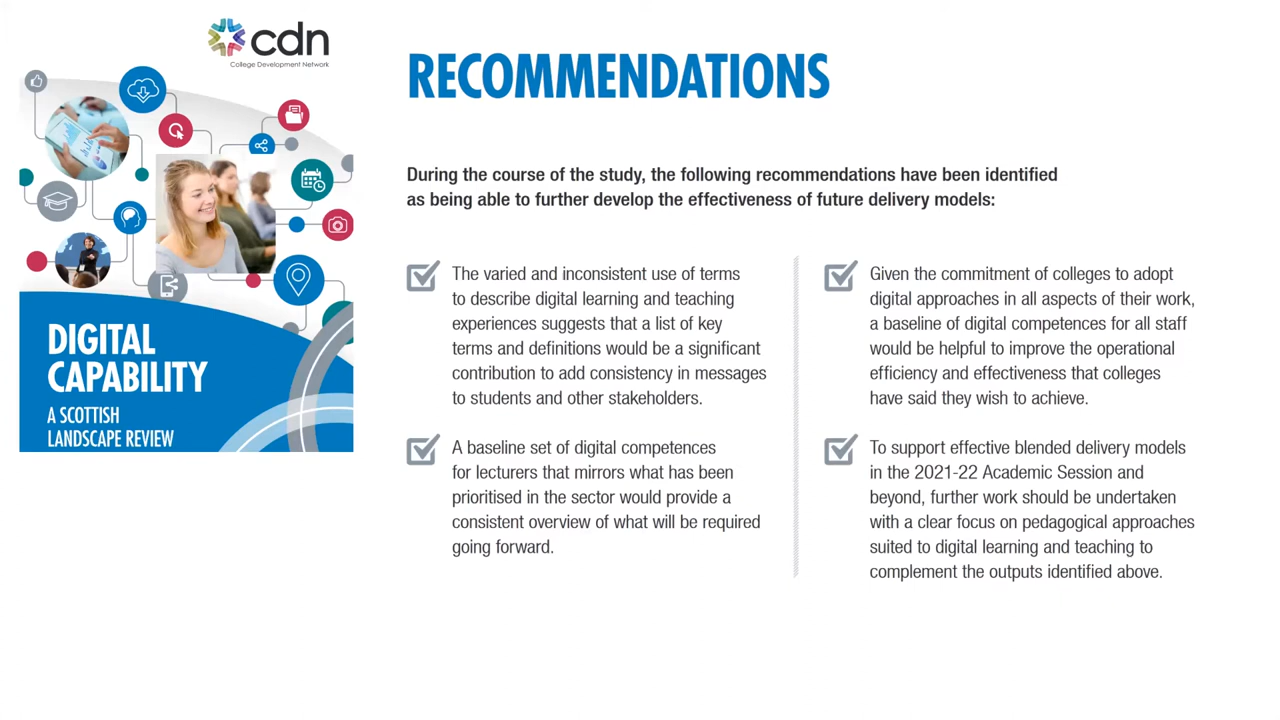 cdn
College Development Network
DIGITAL
CAPABILITY
A SCOTTISH
LANDSCAPE REVIEW
RECOMMENDATIONS
During the course of the study, the following recommendations have been identified
as being able to further develop the effectiveness of future delivery models:
The varied and inconsistent use of terms
to describe digital learning and teaching
experiences suggests that a list of key
terms and definitions would be a significant
contribution to add consistency in messages
to students and other stakeholders.
A baseline set of digital competences
for lecturers that mirrors what has been
prioritised in the sector would provide a
consistent overview of what will be required
going forward.
Given the commitment of colleges to adopt
digital approaches in all aspects of their work,
a baseline of digital competences for all staff
would be helpful to improve the operational
efficiency and effectiveness that colleges
have said they wish to achieve.
To support effective blended delivery models
in the 2021-22 Academic Session and
beyond, further work should be undertaken
with a clear focus on pedagogical approaches
suited to digital learning and teaching to
complement the outputs identified above.